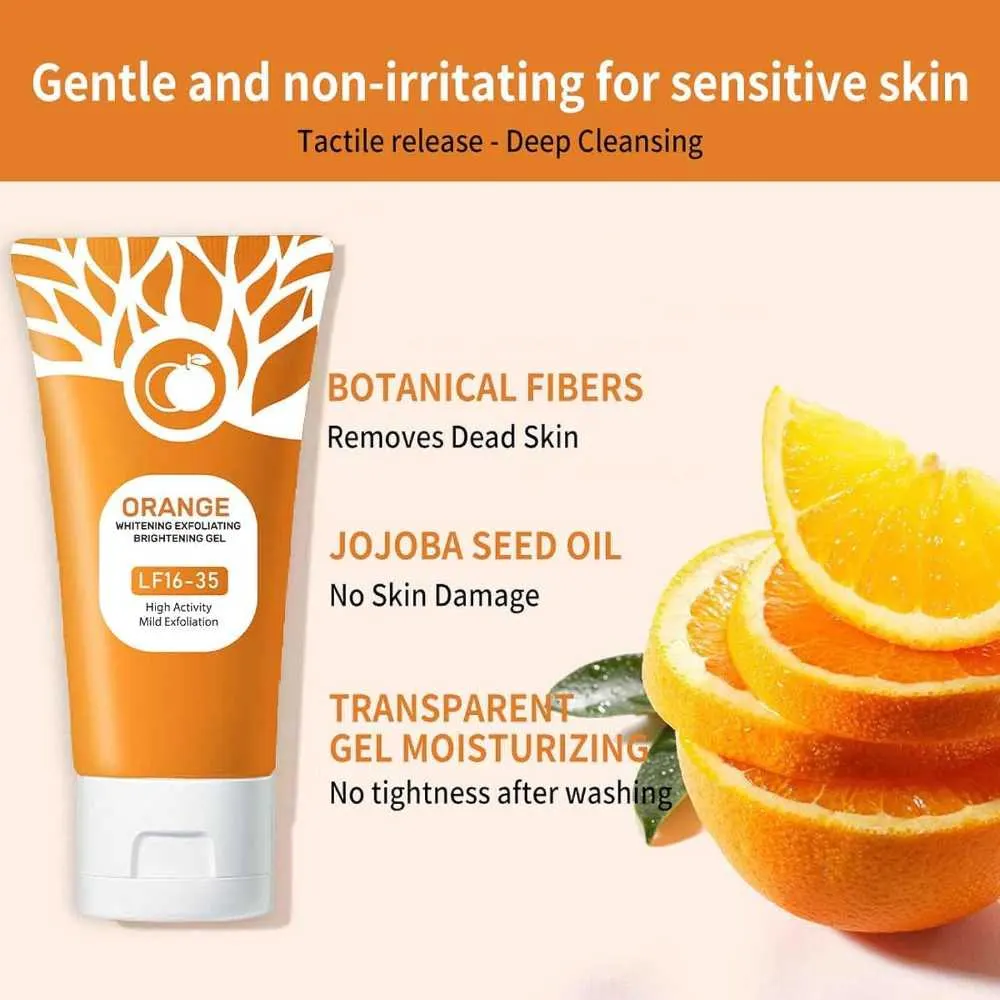 Gentle and non-irritating for sensitive skin
Tactile release - Deep Cleansing
ORANGE
WHITENING EXFOLIATING
BRIGHTENING GEL
LF16-35
High Activity
Mild Exfoliation
BOTANICAL FIBERS
Removes Dead Skin
JOJOBA SEED OIL
No Skin Damage
TRANSPARENT
GEL MOISTURIZING
No tightness after washing